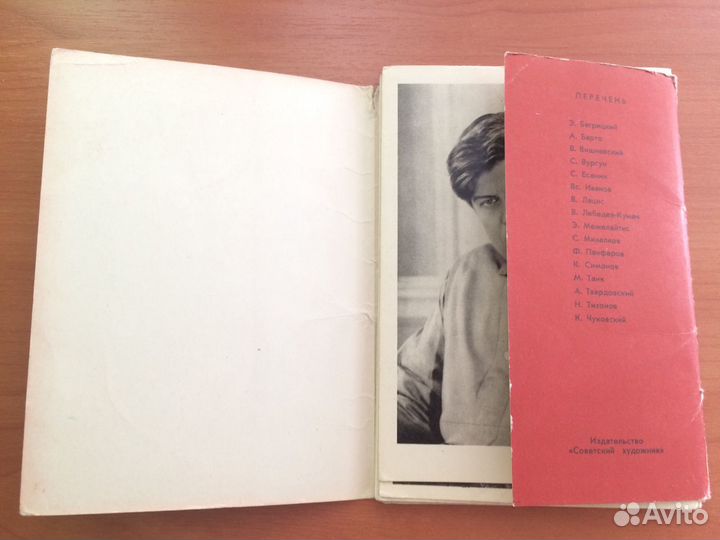 ПЕРЕЧЕНЬ
Э. Багрицкий
А. Барто
В. Вишневский
С. Вургун
С. Есенин
Вс. Иванов
В. Лацис
В. Лебедев-Кумач
Э. Межелайтис
С. Михалков
Ф. Панферов
К. Симонов
М. Танк
А. Твардовский
Н. Тихонов
К. Чуковский
Издательство
«Советский художник»
Avito